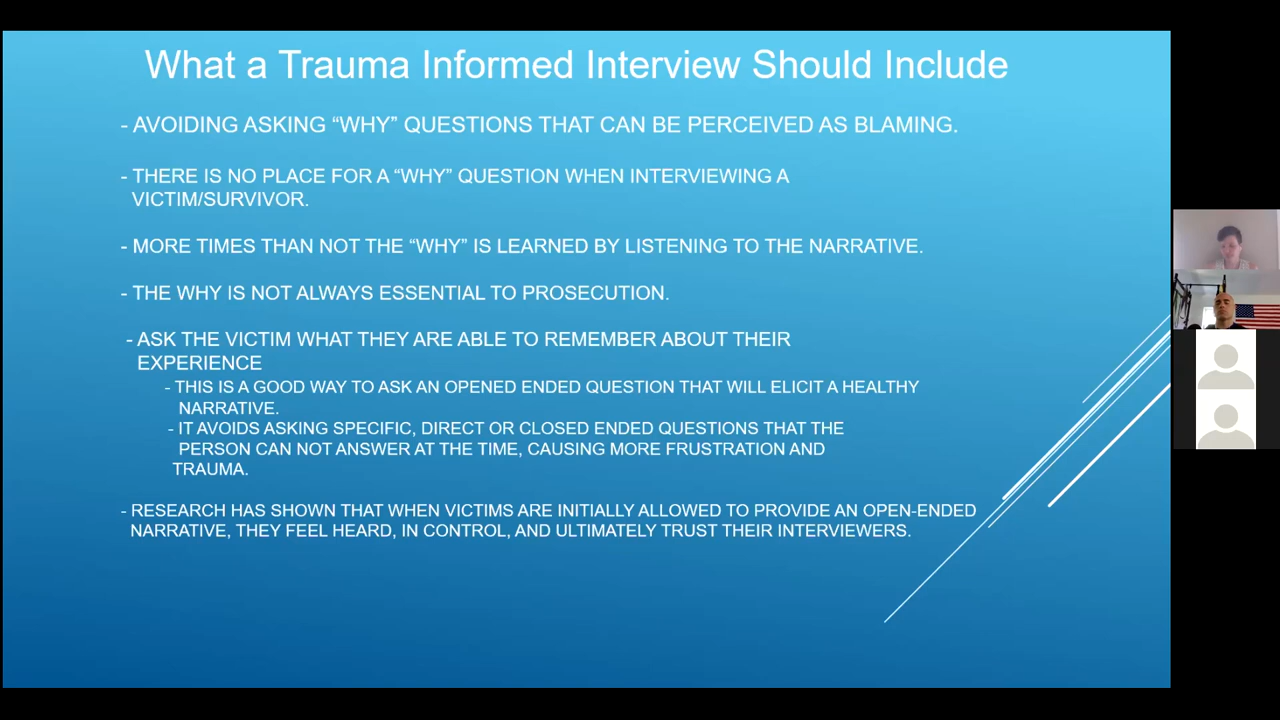 What a Trauma Informed Interview Should Include
- AVOIDING ASKING “WHY” QUESTIONS THAT CAN BE PERCEIVED AS BLAMING.
- THERE IS NO PLACE FOR A “WHY” QUESTION WHEN INTERVIEWING A
VICTIM/SURVIVOR.
- MORE TIMES THAN NOT THE “WHY” IS LEARNED BY LISTENING TO THE NARRATIVE.
- THE WHY IS NOT ALWAYS ESSENTIAL TO PROSECUTION.
- ASK THE VICTIM WHAT THEY ARE ABLE TO REMEMBER ABOUT THEIR
EXPERIENCE
- THIS IS A GOOD WAY TO ASK AN OPENED ENDED QUESTION THAT WILL ELICIT A HEALTHY
NARRATIVE.
- IT AVOIDS ASKING SPECIFIC, DIRECT OR CLOSED ENDED QUESTIONS THAT THE
PERSON CAN NOT ANSWER AT THE TIME, CAUSING MORE FRUSTRATION AND
TRAUMA.
- RESEARCH HAS SHOWN THAT WHEN VICTIMS ARE INITIALLY ALLOWED TO PROVIDE AN OPEN-ENDED
NARRATIVE, THEY FEEL HEARD, IN CONTROL, AND ULTIMATELY TRUST THEIR INTERVIEWERS.